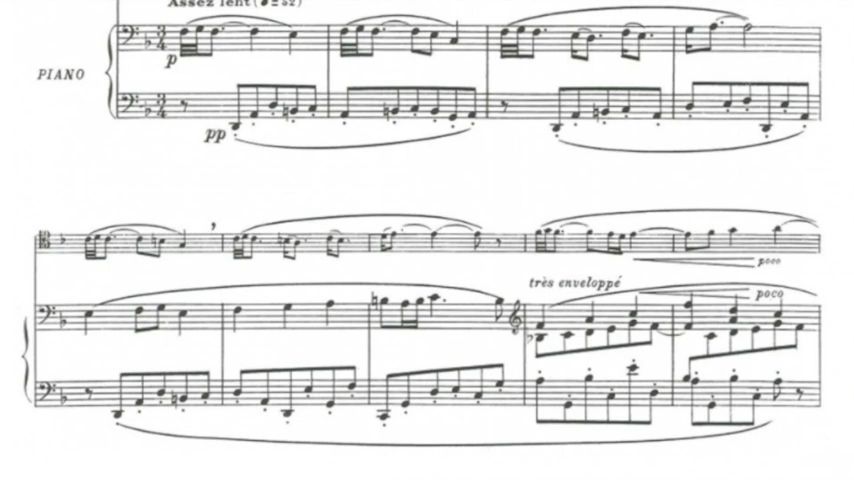 Assez lent
p
PIANO
pp
poco
très enveloppé
poco